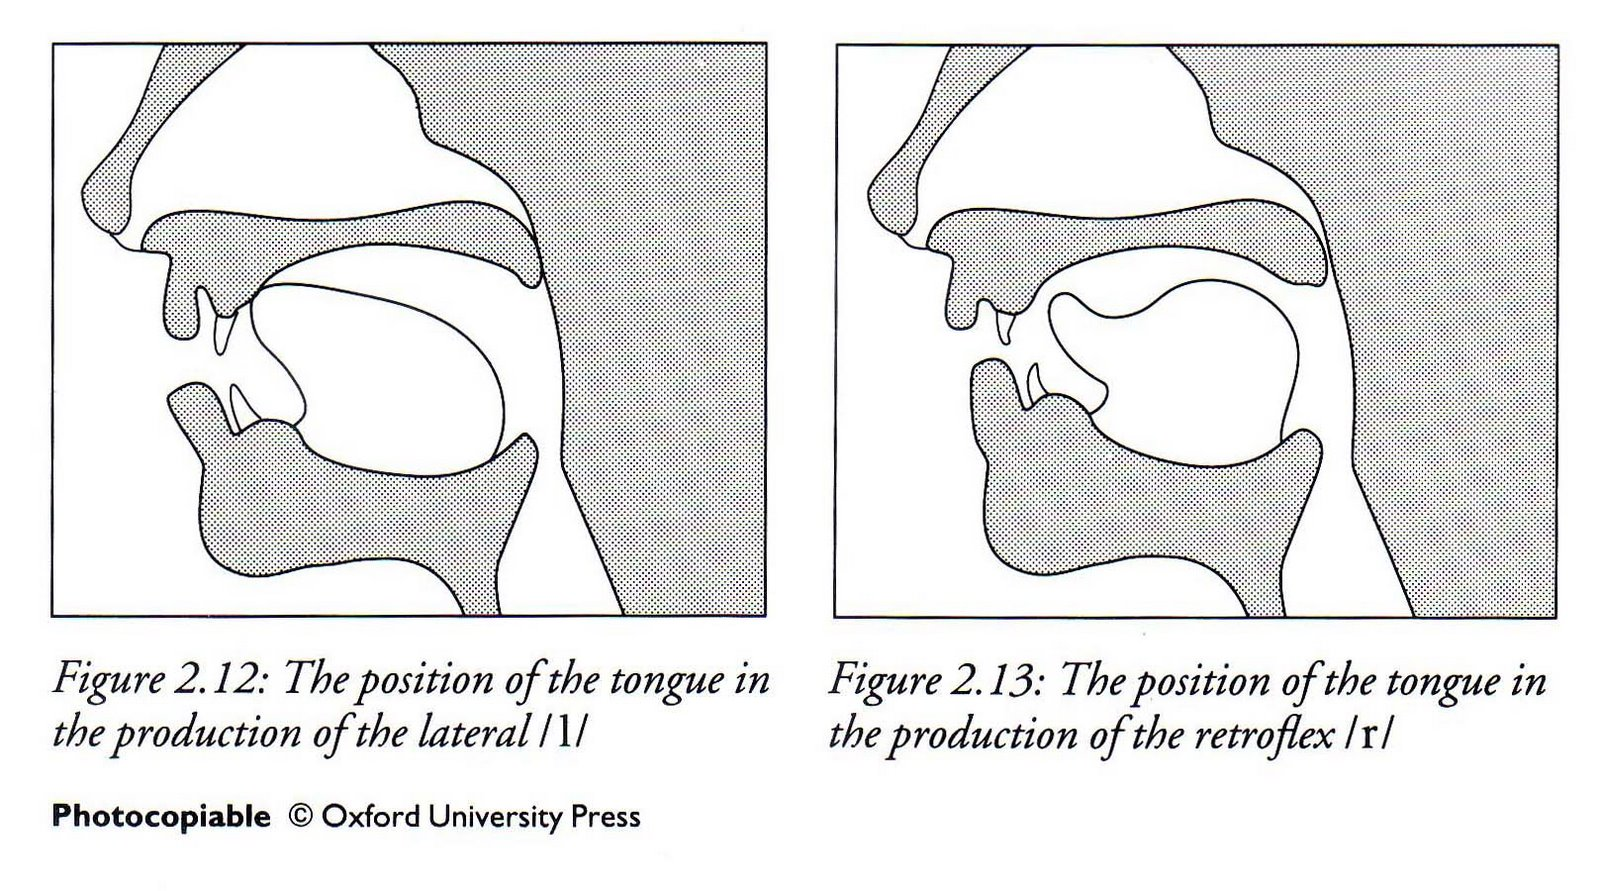 Figure 2.12: The position of the tongue in
the production of the lateral /l/
Figure 2.13: The position of the tongue in
the production of the retroflex /r/
Photocopiable © Oxford University Press